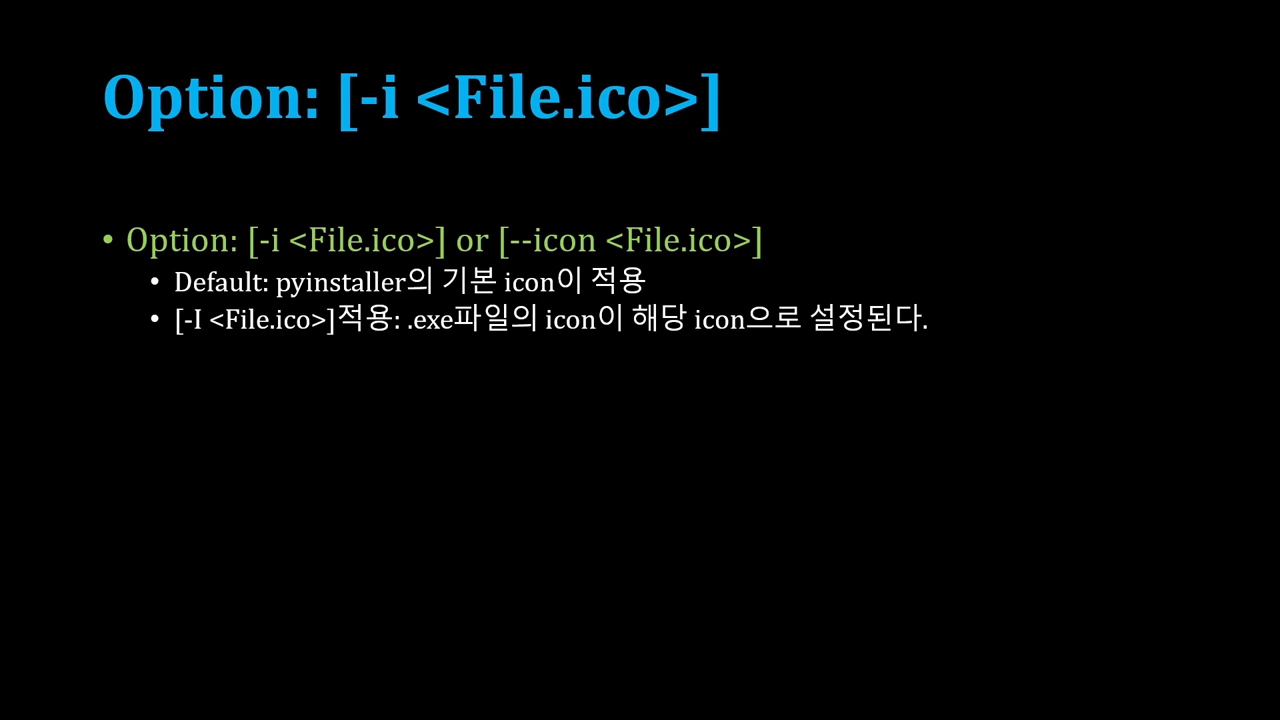 Option: [-i <File.ico>]
• Option: [-i <File.ico>] or [--icon <File.ico>]
• Default: pyinstaller의 기본 icon이 적용
• [-I <File.ico>]적용: .exe파일의 icon이 해당 icon으로 설정된다.